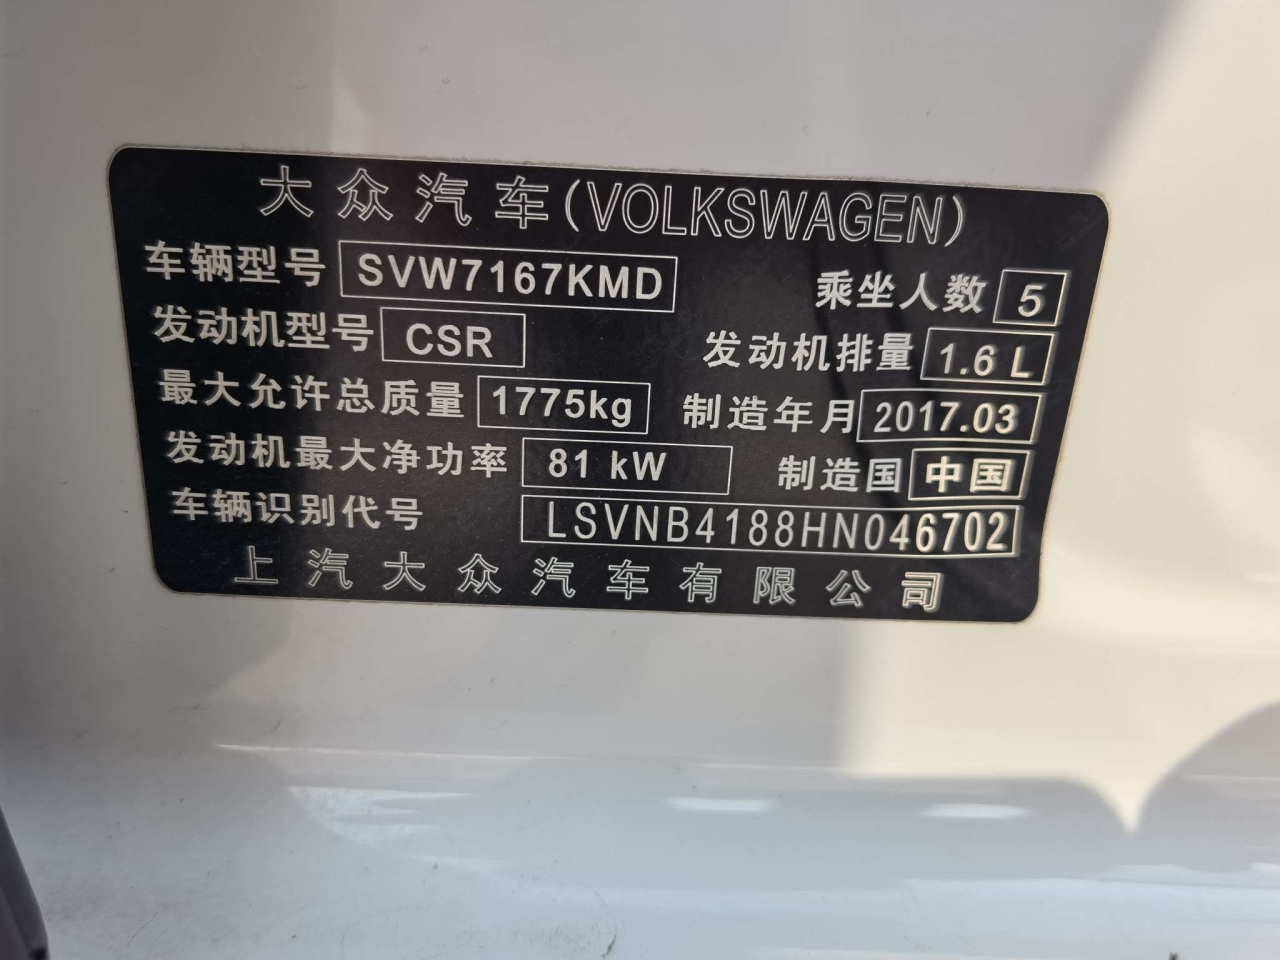 大众汽车(VOLKSWAGEN)
车辆型号 SVW7167KMD 乘坐人数 5
发动机型号 CSR 发动机排量 1.6 L
最大允许总质量 1775kg 制造年月 2017.03
发动机最大净功率 81 kW 制造国 中国
车辆识别代号 LSVNB4188HN046702
上汽大众汽车有限公司